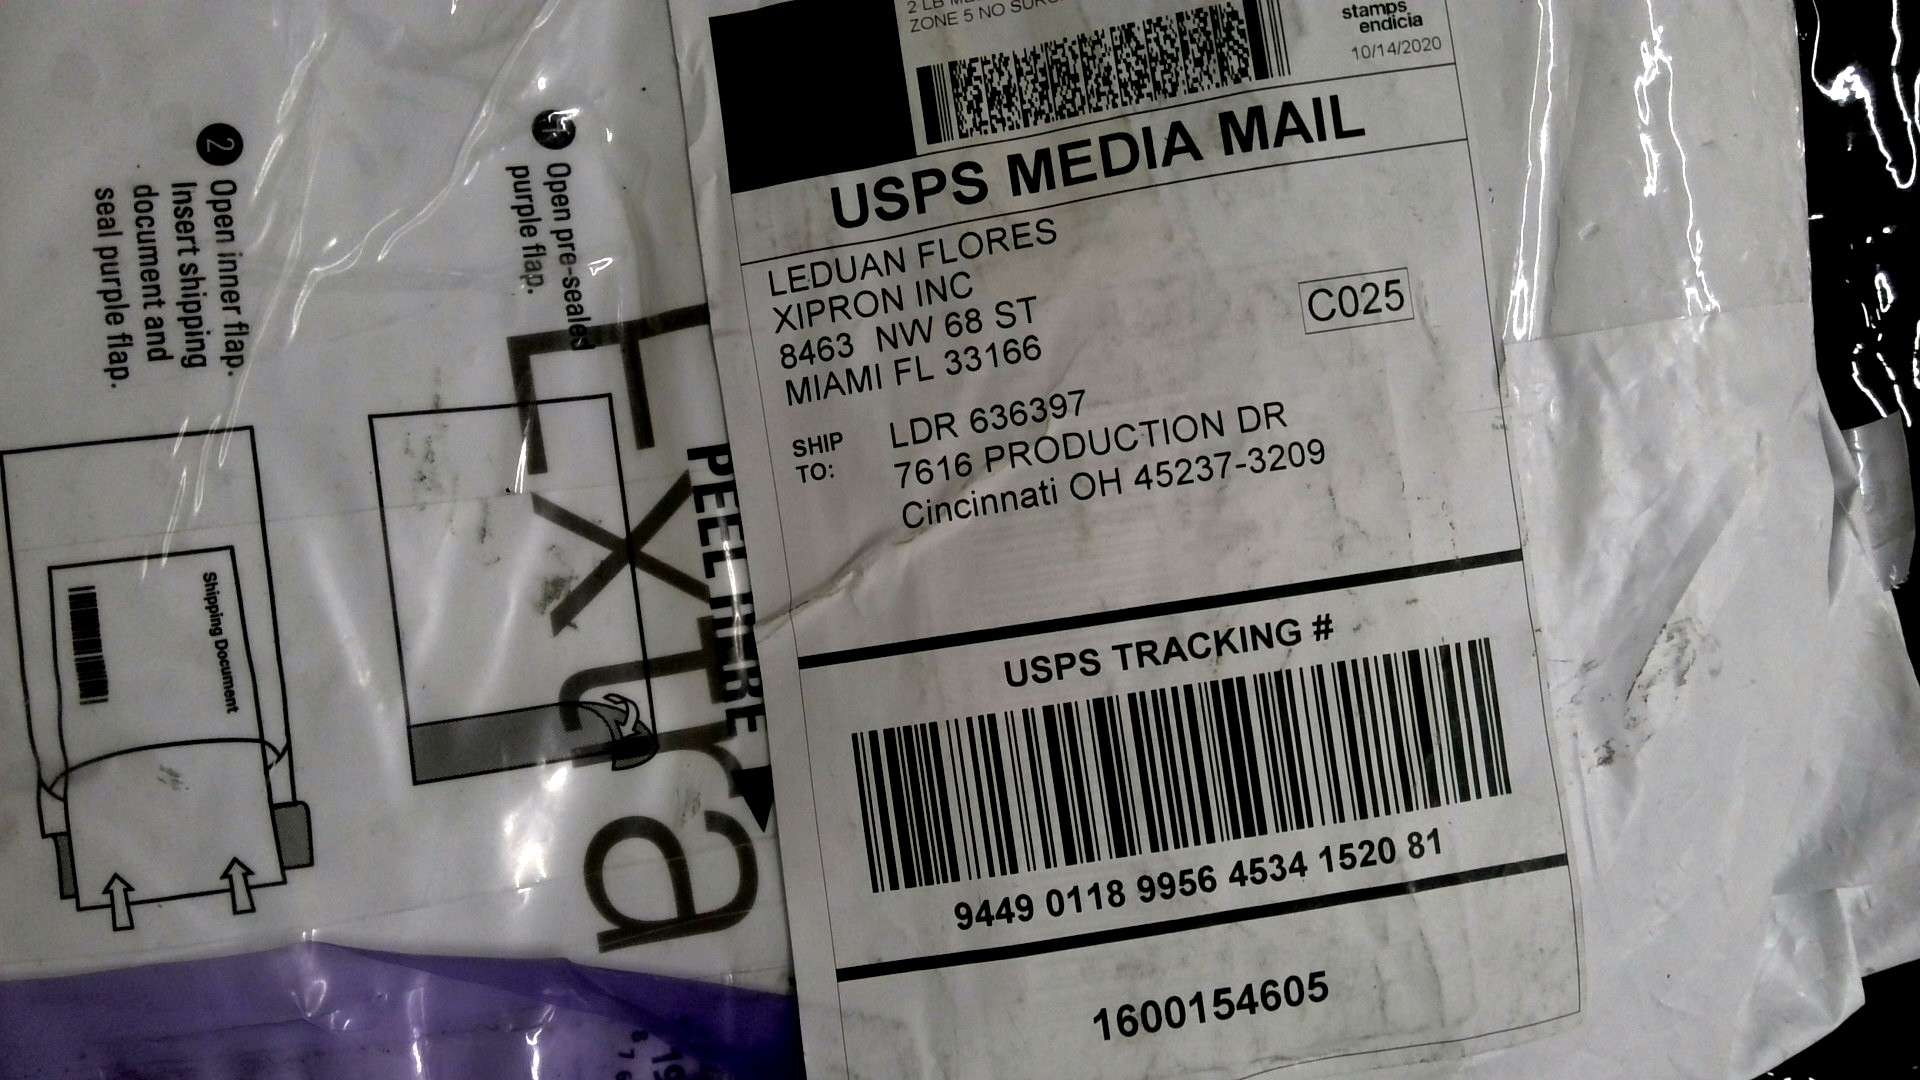 2 LB
ZONE 5 NO
stamps
endicia
10/14/2020
USPS MEDIA MAIL
LEDUAN FLORES
XIPRON INC
8463 NW 68 ST
MIAMI FL 33166
C025
SHIP
TO:
LDR 636397
7616 PRODUCTION DR
Cincinnati OH 45237-3209
USPS TRACKING #
9449 0118 9956 4534 1520 81
1600154605
Open pre-sealed
purple flap.
2
Open inner flap.
Insert shipping
document and
seal purple flap.
Shipping Document
Extra
PEEL HERE